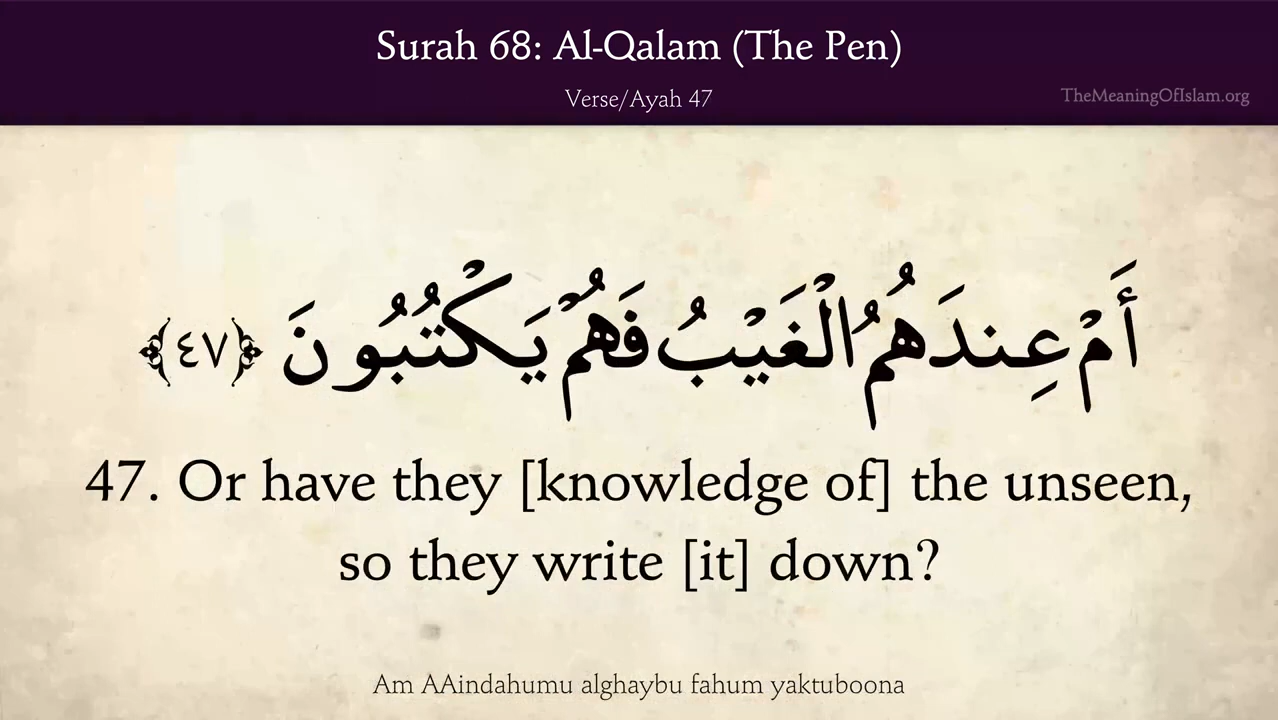 Surah 68: Al-Qalam (The Pen)
Verse/Ayah 47
TheMeaningOfIslam.org
أَمْ عِندَهُمُ الْغَيْبُ فَهُمْ يَكْتُبُونَ ﴿٤٧﴾
47. Or have they [knowledge of] the unseen,
so they write [it] down?
Am AAindahumu alghaybu fahum yaktuboona